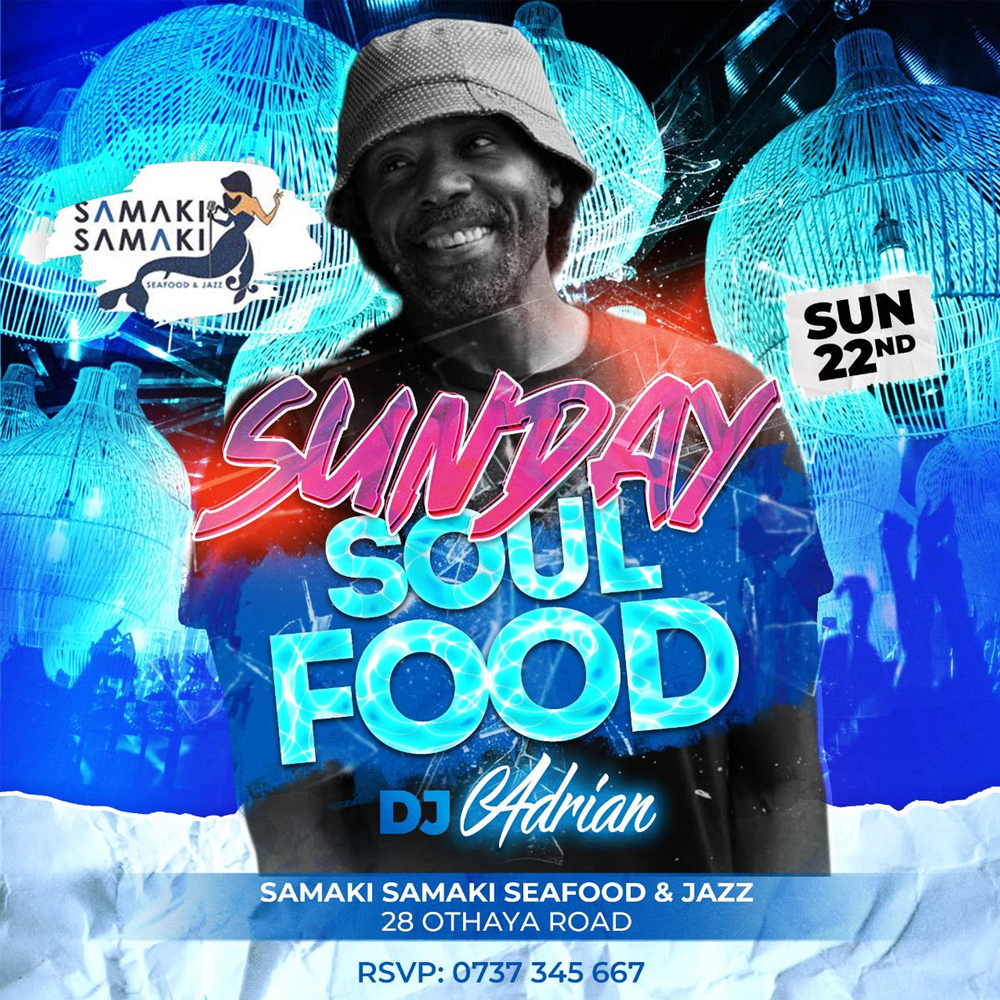 SAMAKI
SAMAKI
SEAFOOD & JAZZ
SUN
22ND
SUNDAY
SOUL
FOOD
DJ Adrian
SAMAKI SAMAKI SEAFOOD & JAZZ
28 OTHAYA ROAD
RSVP: 0737 345 667